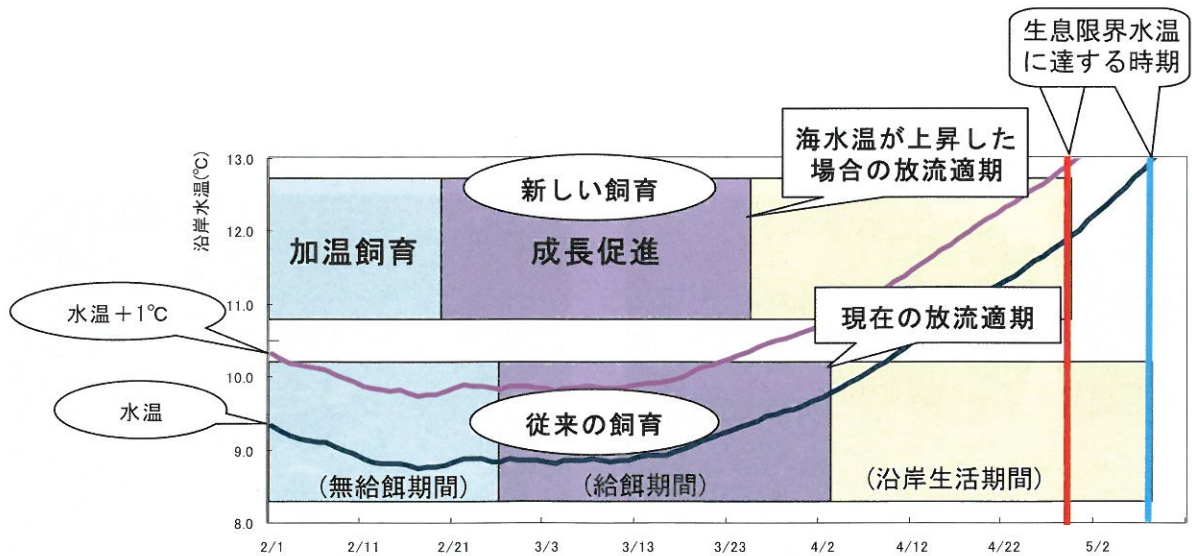 生息限界水温
に達する時期
海水温が上昇した
場合の放流適期
沿岸水温(℃)
13.0
12.0
11.0
10.0
9.0
8.0
新しい飼育
加温飼育
成長促進
水温+1℃
現在の放流適期
水温
従来の飼育
(無給餌期間)
(給餌期間)
(沿岸生活期間)
2/1
2/11
2/21
3/3
3/13
3/23
4/2
4/12
4/22
5/2